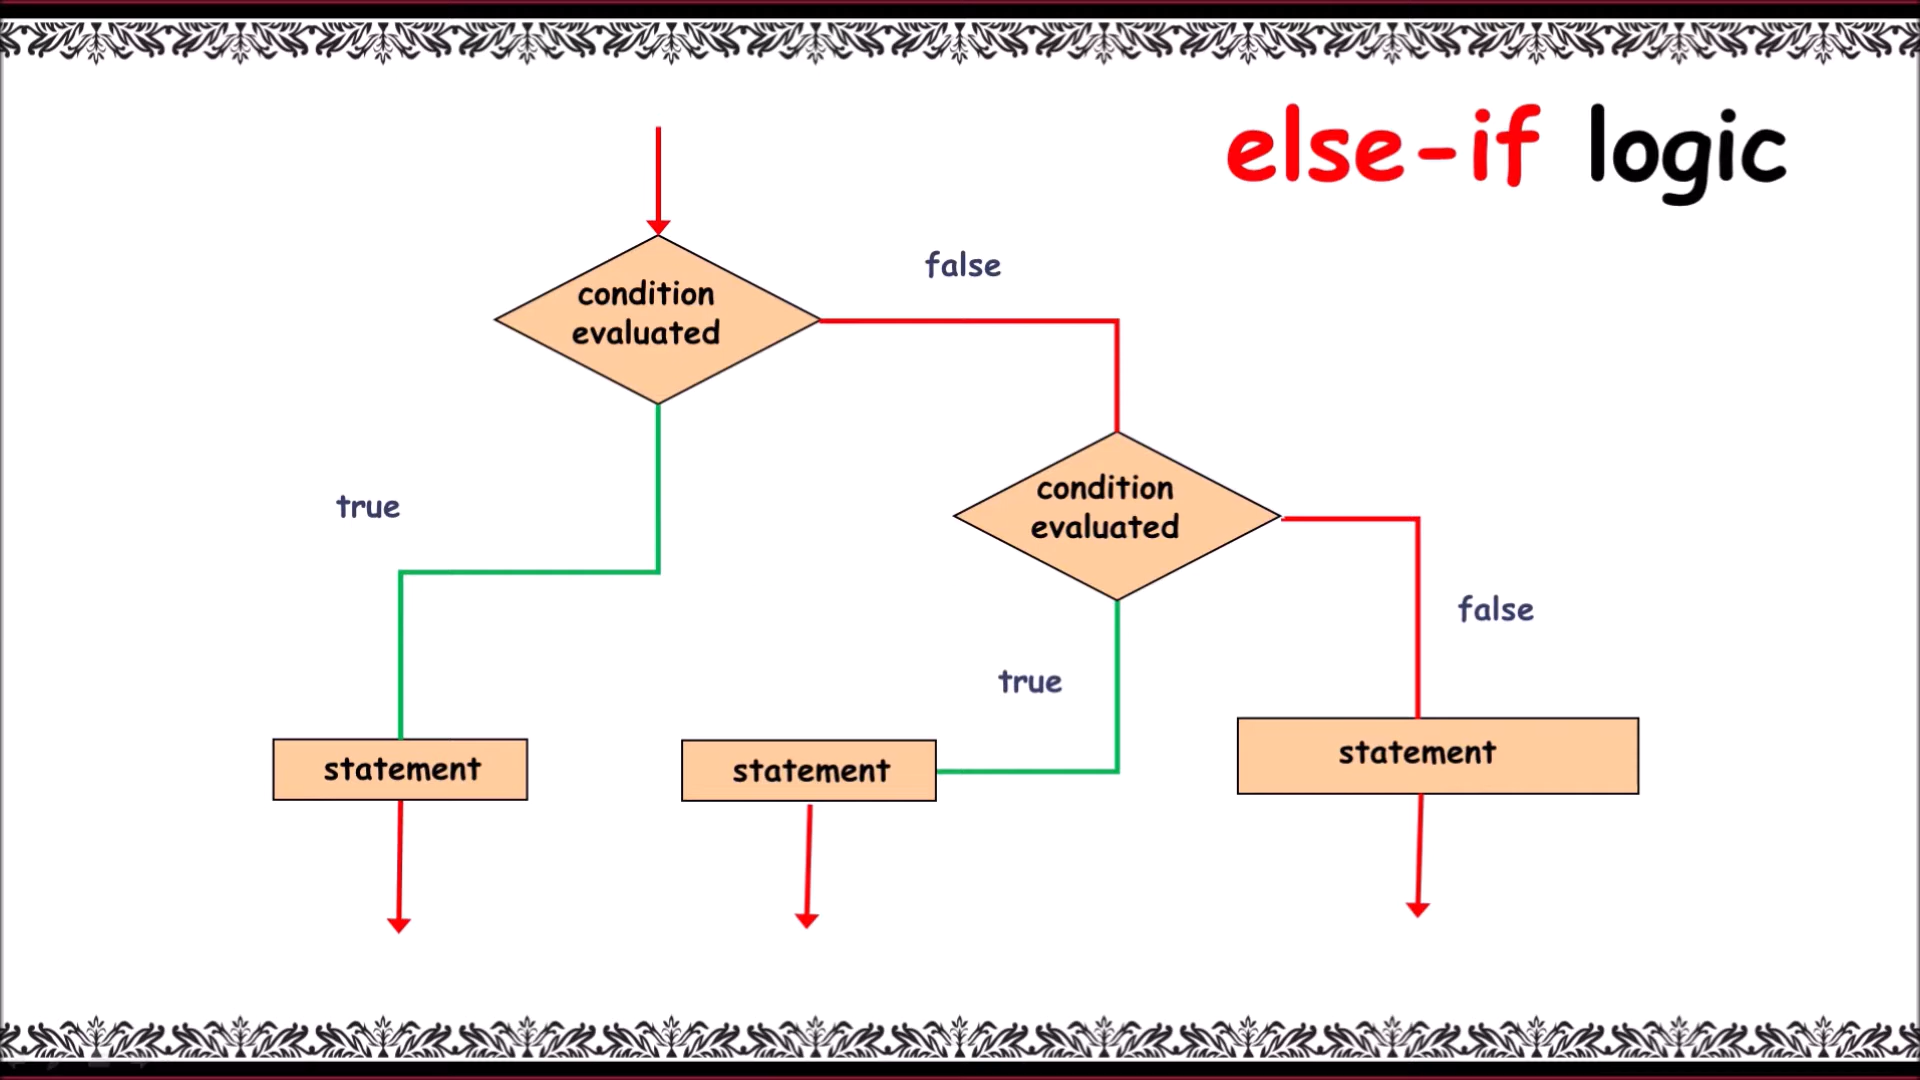 else-if logic
false
condition
evaluated
condition
evaluated
true
false
true
statement
statement
statement